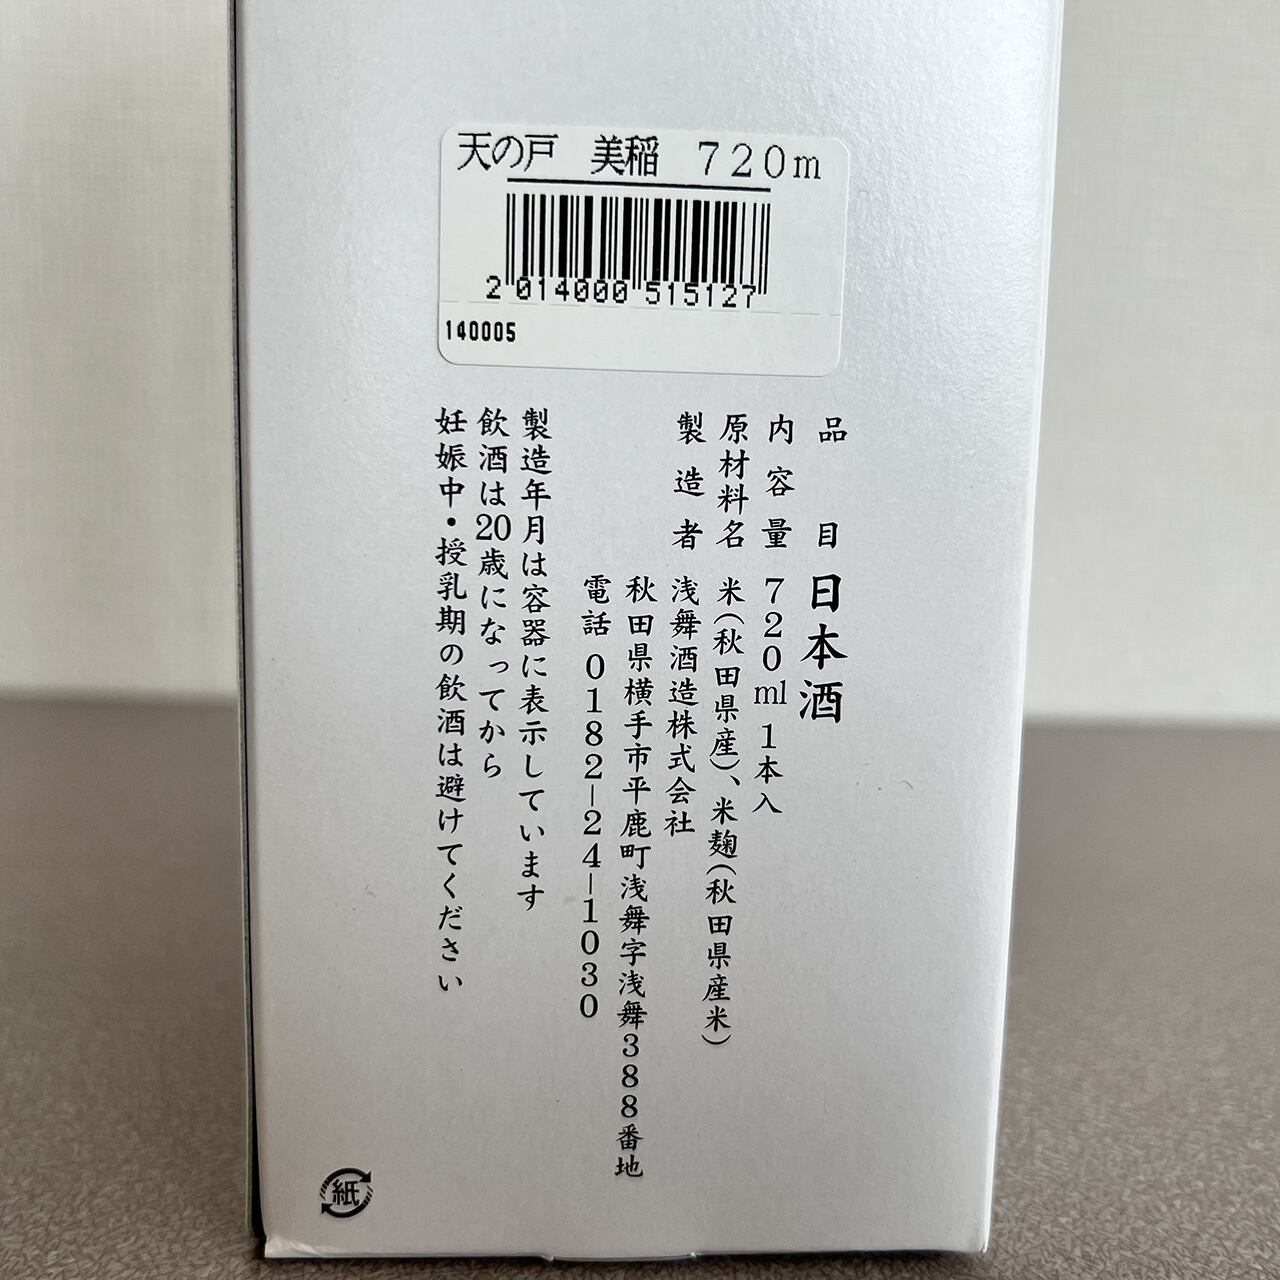 天の戸　美稲　７２０ｍ
2 014000 515127
140005
品目 日本酒
内容量 720ml 1本入
原材料名 米(秋田県産)、米麹(秋田県産米)
製造者 浅舞酒造株式会社
秋田県横手市平鹿町浅舞字浅舞388番地
電話 0182-24-1030
製造年月は容器に表示しています
飲酒は20歳になってから
妊娠中・授乳期の飲酒は避けてください
紙